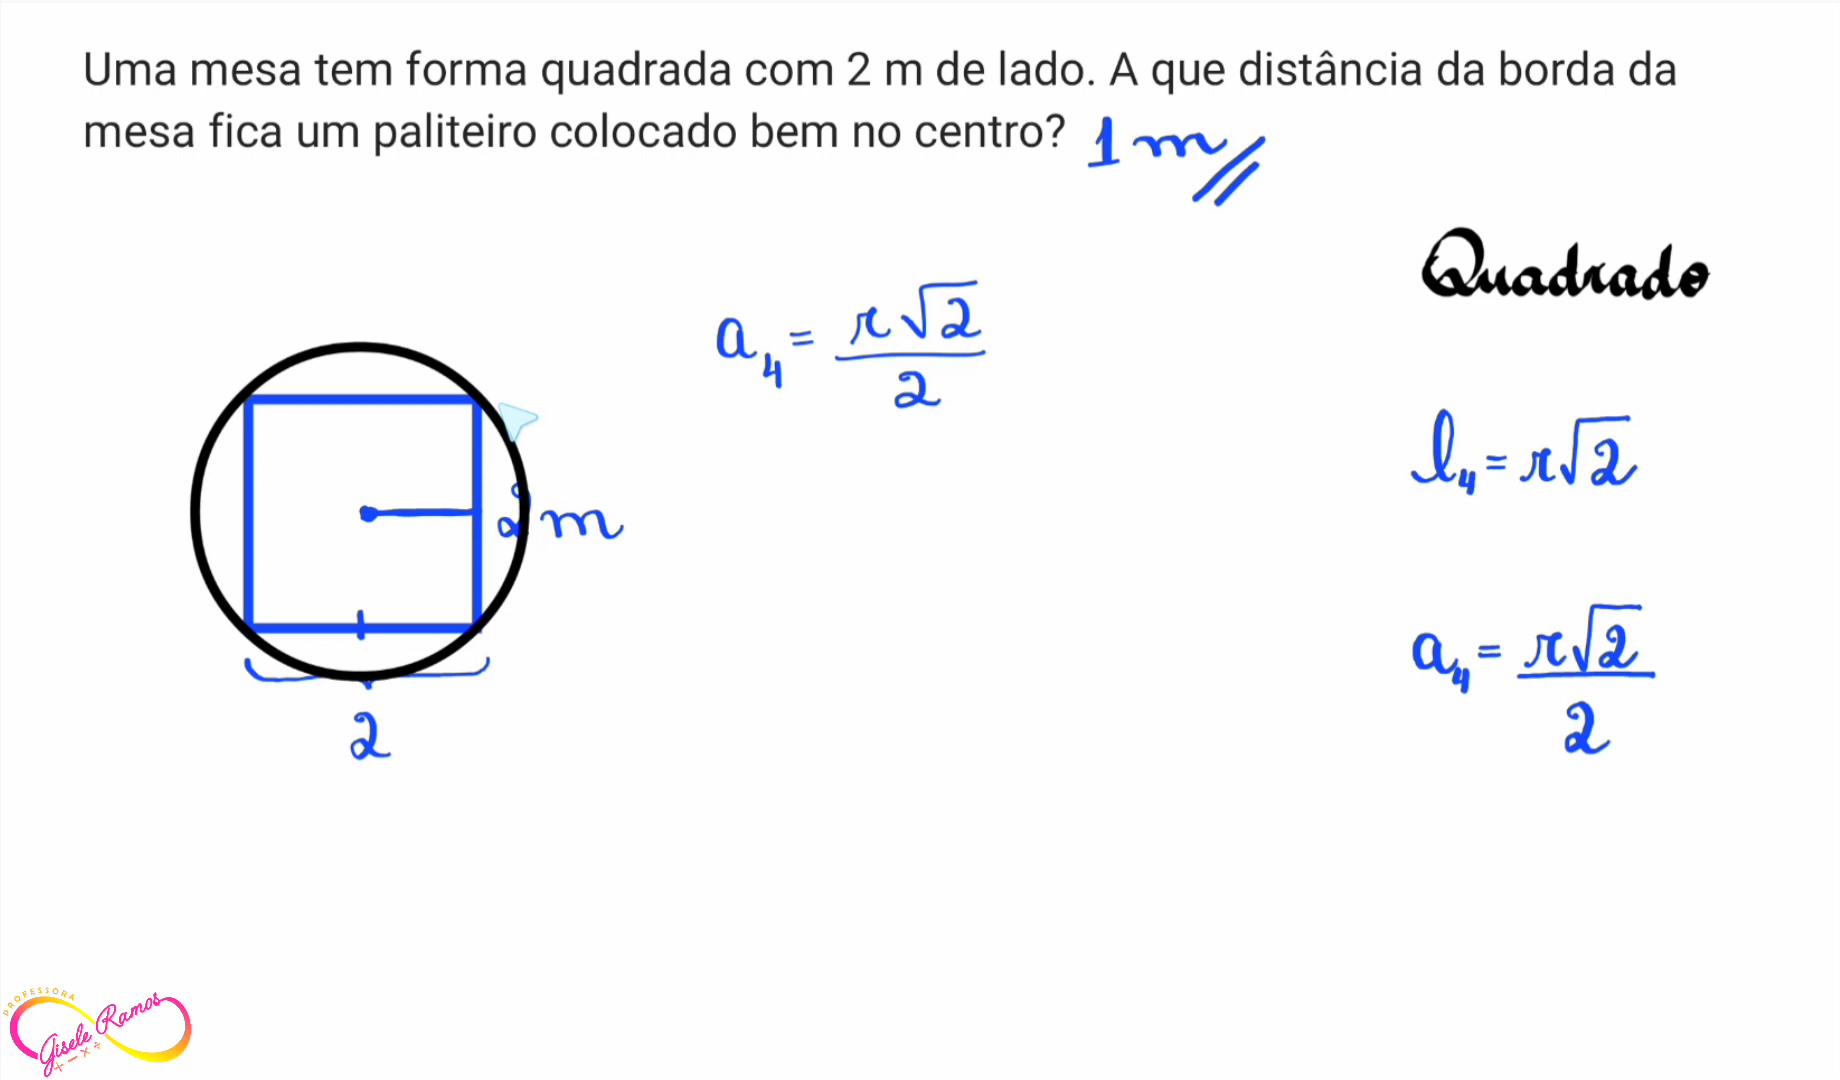 Uma mesa tem forma quadrada com 2 m de lado. A que distância da borda da
mesa fica um paliteiro colocado bem no centro? 1 m
Quadrado
a₄ = r√2/2
l₄ = r√2
2 m
a₄ = r√2/2
2
PROFESSORA
Gisele Ramos
+ − × ÷